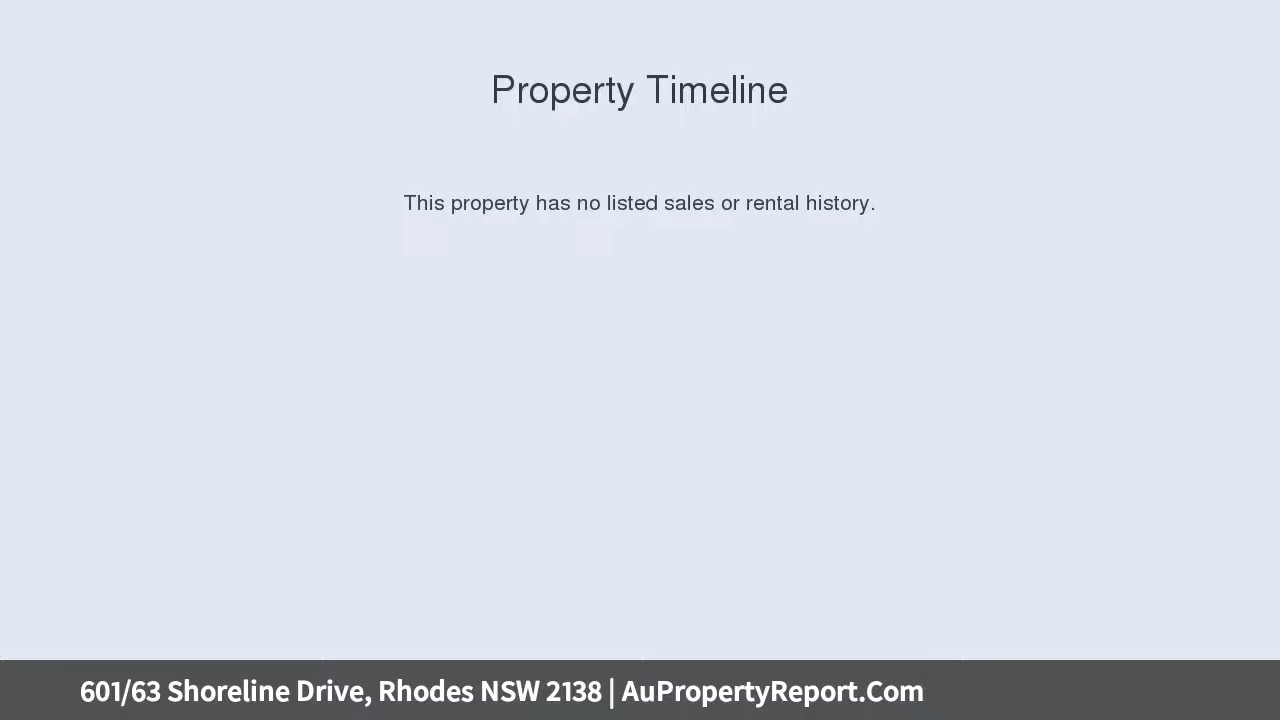 Property Timeline
This property has no listed sales or rental history.
601/63 Shoreline Drive, Rhodes NSW 2138 | AuPropertyReport.Com